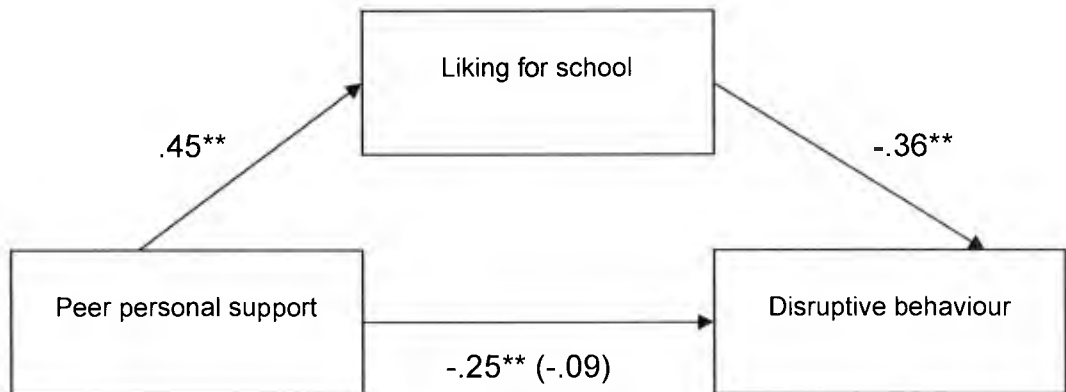 Liking for school
.45**
-.36**
Peer personal support
Disruptive behaviour
-.25** (-.09)